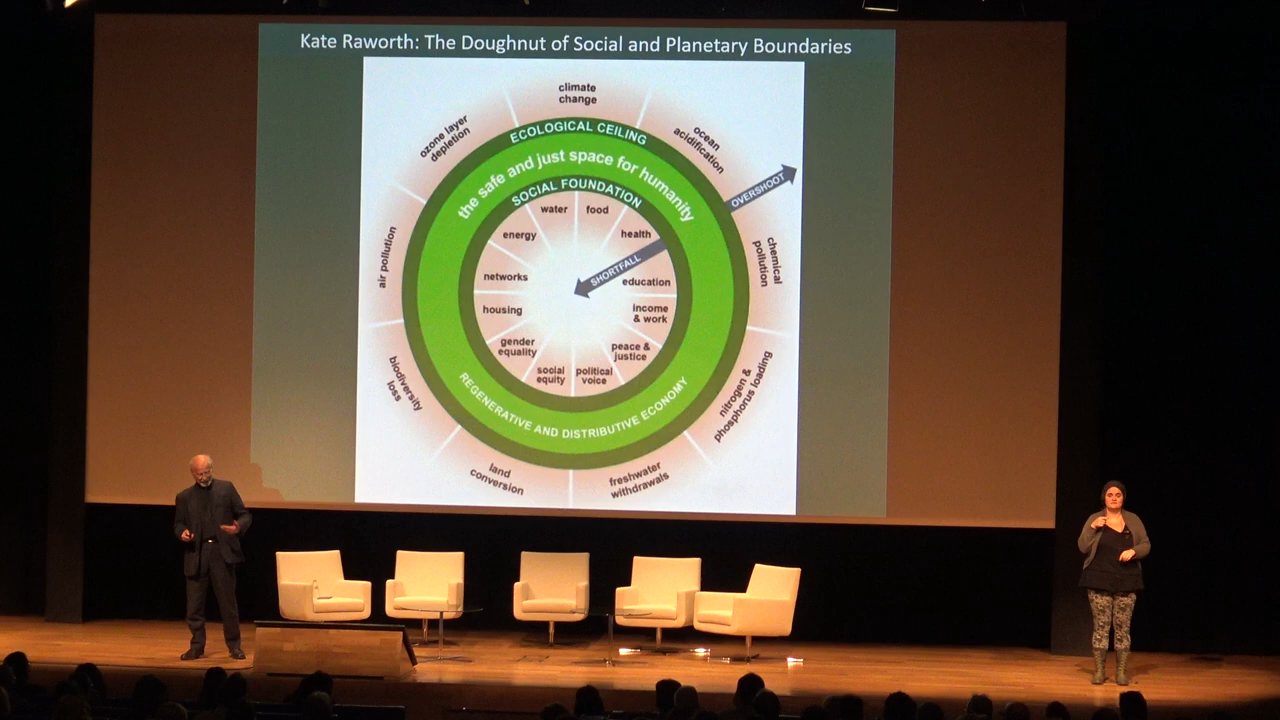 Kate Raworth: The Doughnut of Social and Planetary Boundaries
climate
change
ozone layer
depletion
ocean
acidification
ECOLOGICAL CEILING
the safe and just space for humanity
SOCIAL FOUNDATION
OVERSHOOT
water
food
energy
health
air pollution
chemical
pollution
SHORTFALL
networks
education
housing
income
& work
gender
equality
peace &
justice
social
equity
political
voice
biodiversity
loss
nitrogen &
phosphorus loading
REGENERATIVE AND DISTRIBUTIVE ECONOMY
land
conversion
freshwater
withdrawals